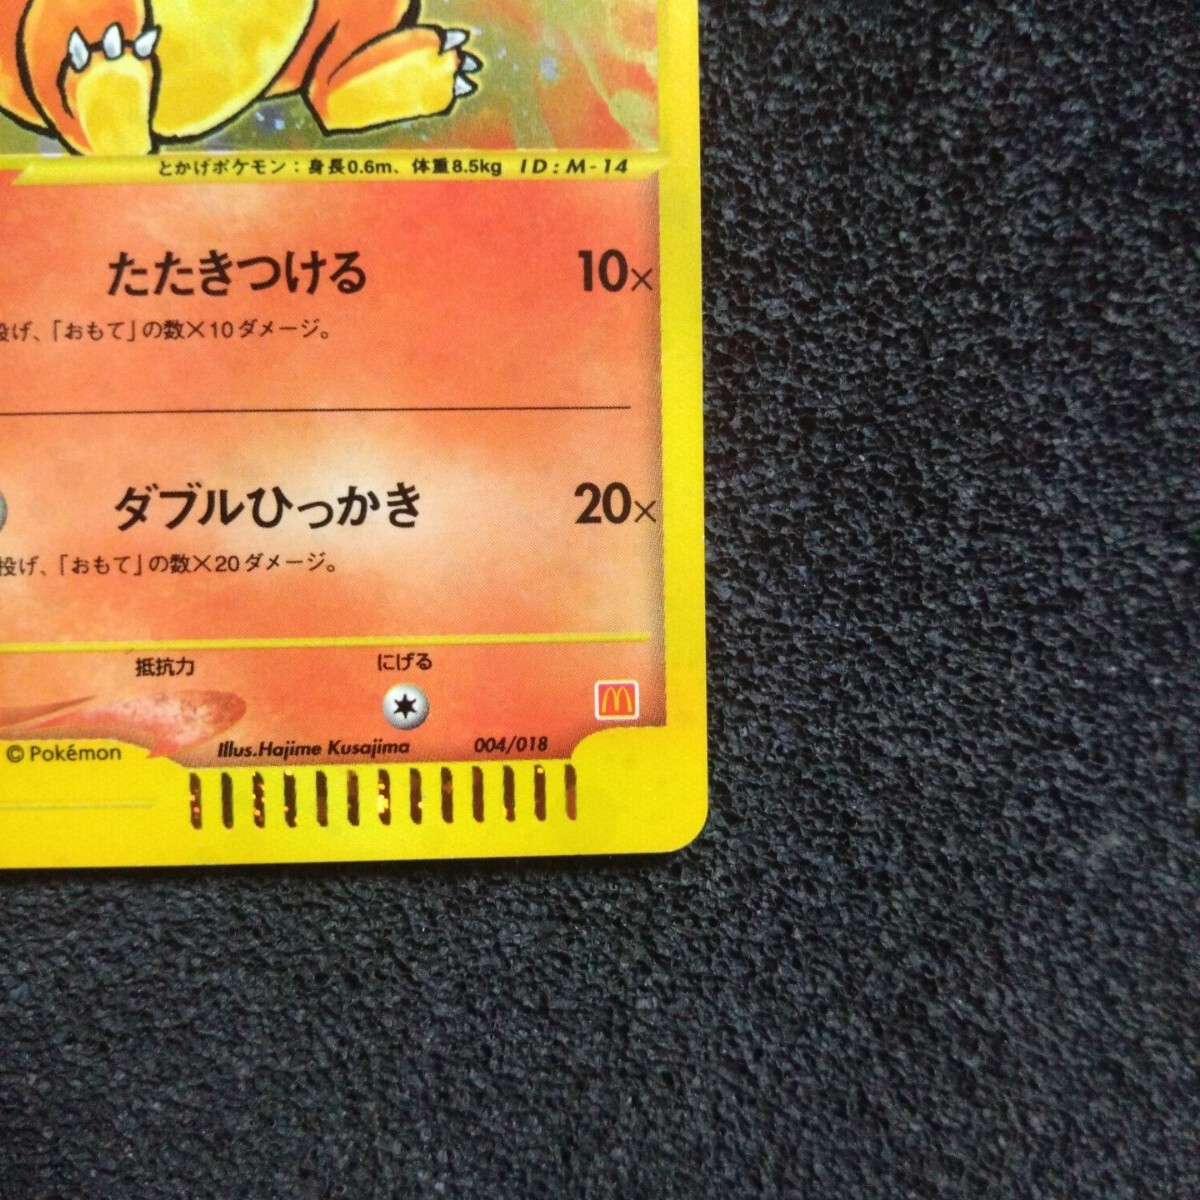 とかげポケモン：身長0.6m、体重8.5kg ID:M-14
たたきつける 10×
投げ、「おもて」の数×10ダメージ。
ダブルひっかき 20×
投げ、「おもて」の数×20ダメージ。
抵抗力 にげる
©Pokémon Illus.Hajime Kusajima 004/018